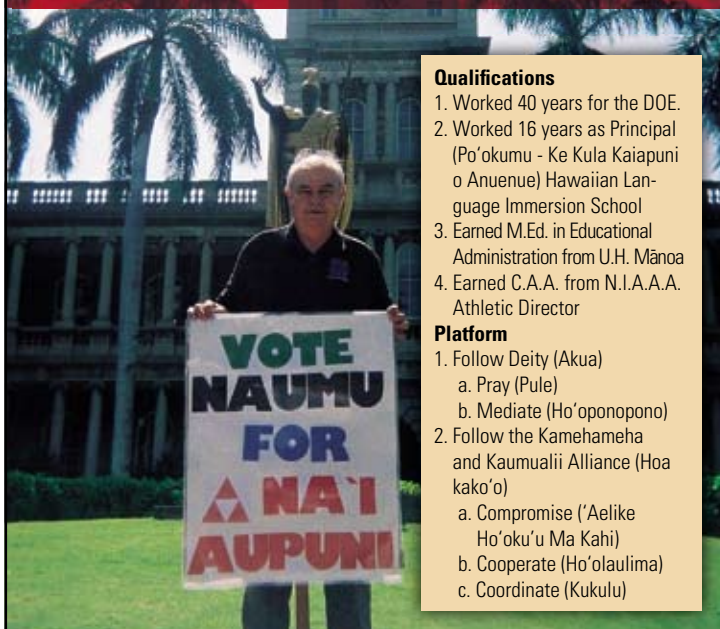 Qualifications
1. Worked 40 years for the DOE.
2. Worked 16 years as Principal
(Po‘okumu - Ke Kula Kaiapuni
o Anuenue) Hawaiian Lan-
guage Immersion School
3. Earned M.Ed. in Educational
Administration from U.H. Mānoa
4. Earned C.A.A. from N.I.A.A.A.
Athletic Director
Platform
1. Follow Deity (Akua)
a. Pray (Pule)
b. Mediate (Ho‘oponopono)
2. Follow the Kamehameha
and Kaumualii Alliance (Hoa
kako‘o)
a. Compromise (‘Aelike
Ho‘oku‘u Ma Kahi)
b. Cooperate (Ho‘olaulima)
c. Coordinate (Kukulu)
VOTE
NAUMU
FOR
NA`I
AUPUNI